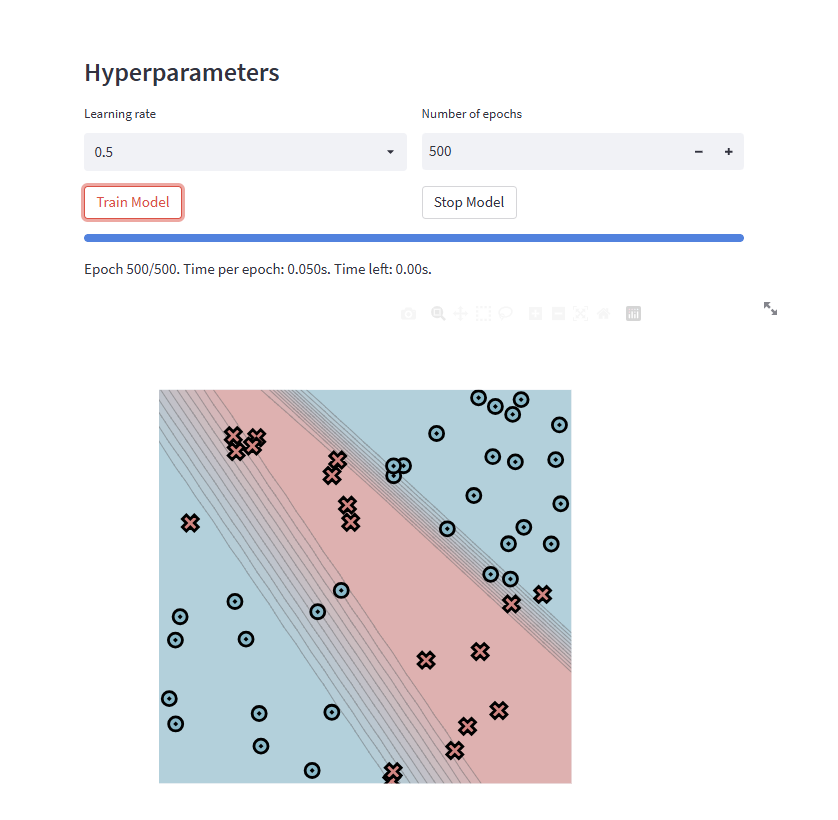 Hyperparameters
Learning rate
Number of epochs
0.5
500
Train Model
Stop Model
Epoch 500/500. Time per epoch: 0.050s. Time left: 0.00s.